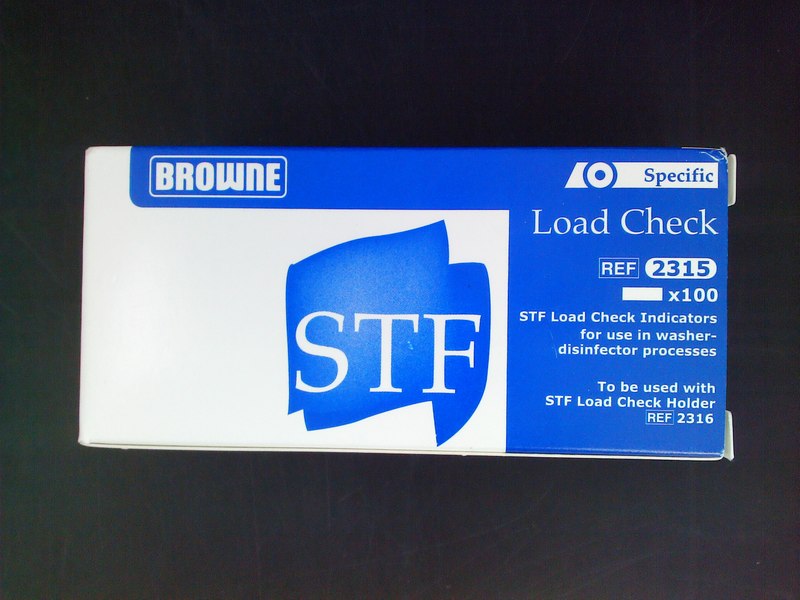 BROWNE
Specific
Load Check
REF 2315
x100
STF Load Check Indicators
for use in washer-
disinfector processes
To be used with
STF Load Check Holder
REF 2316
STF